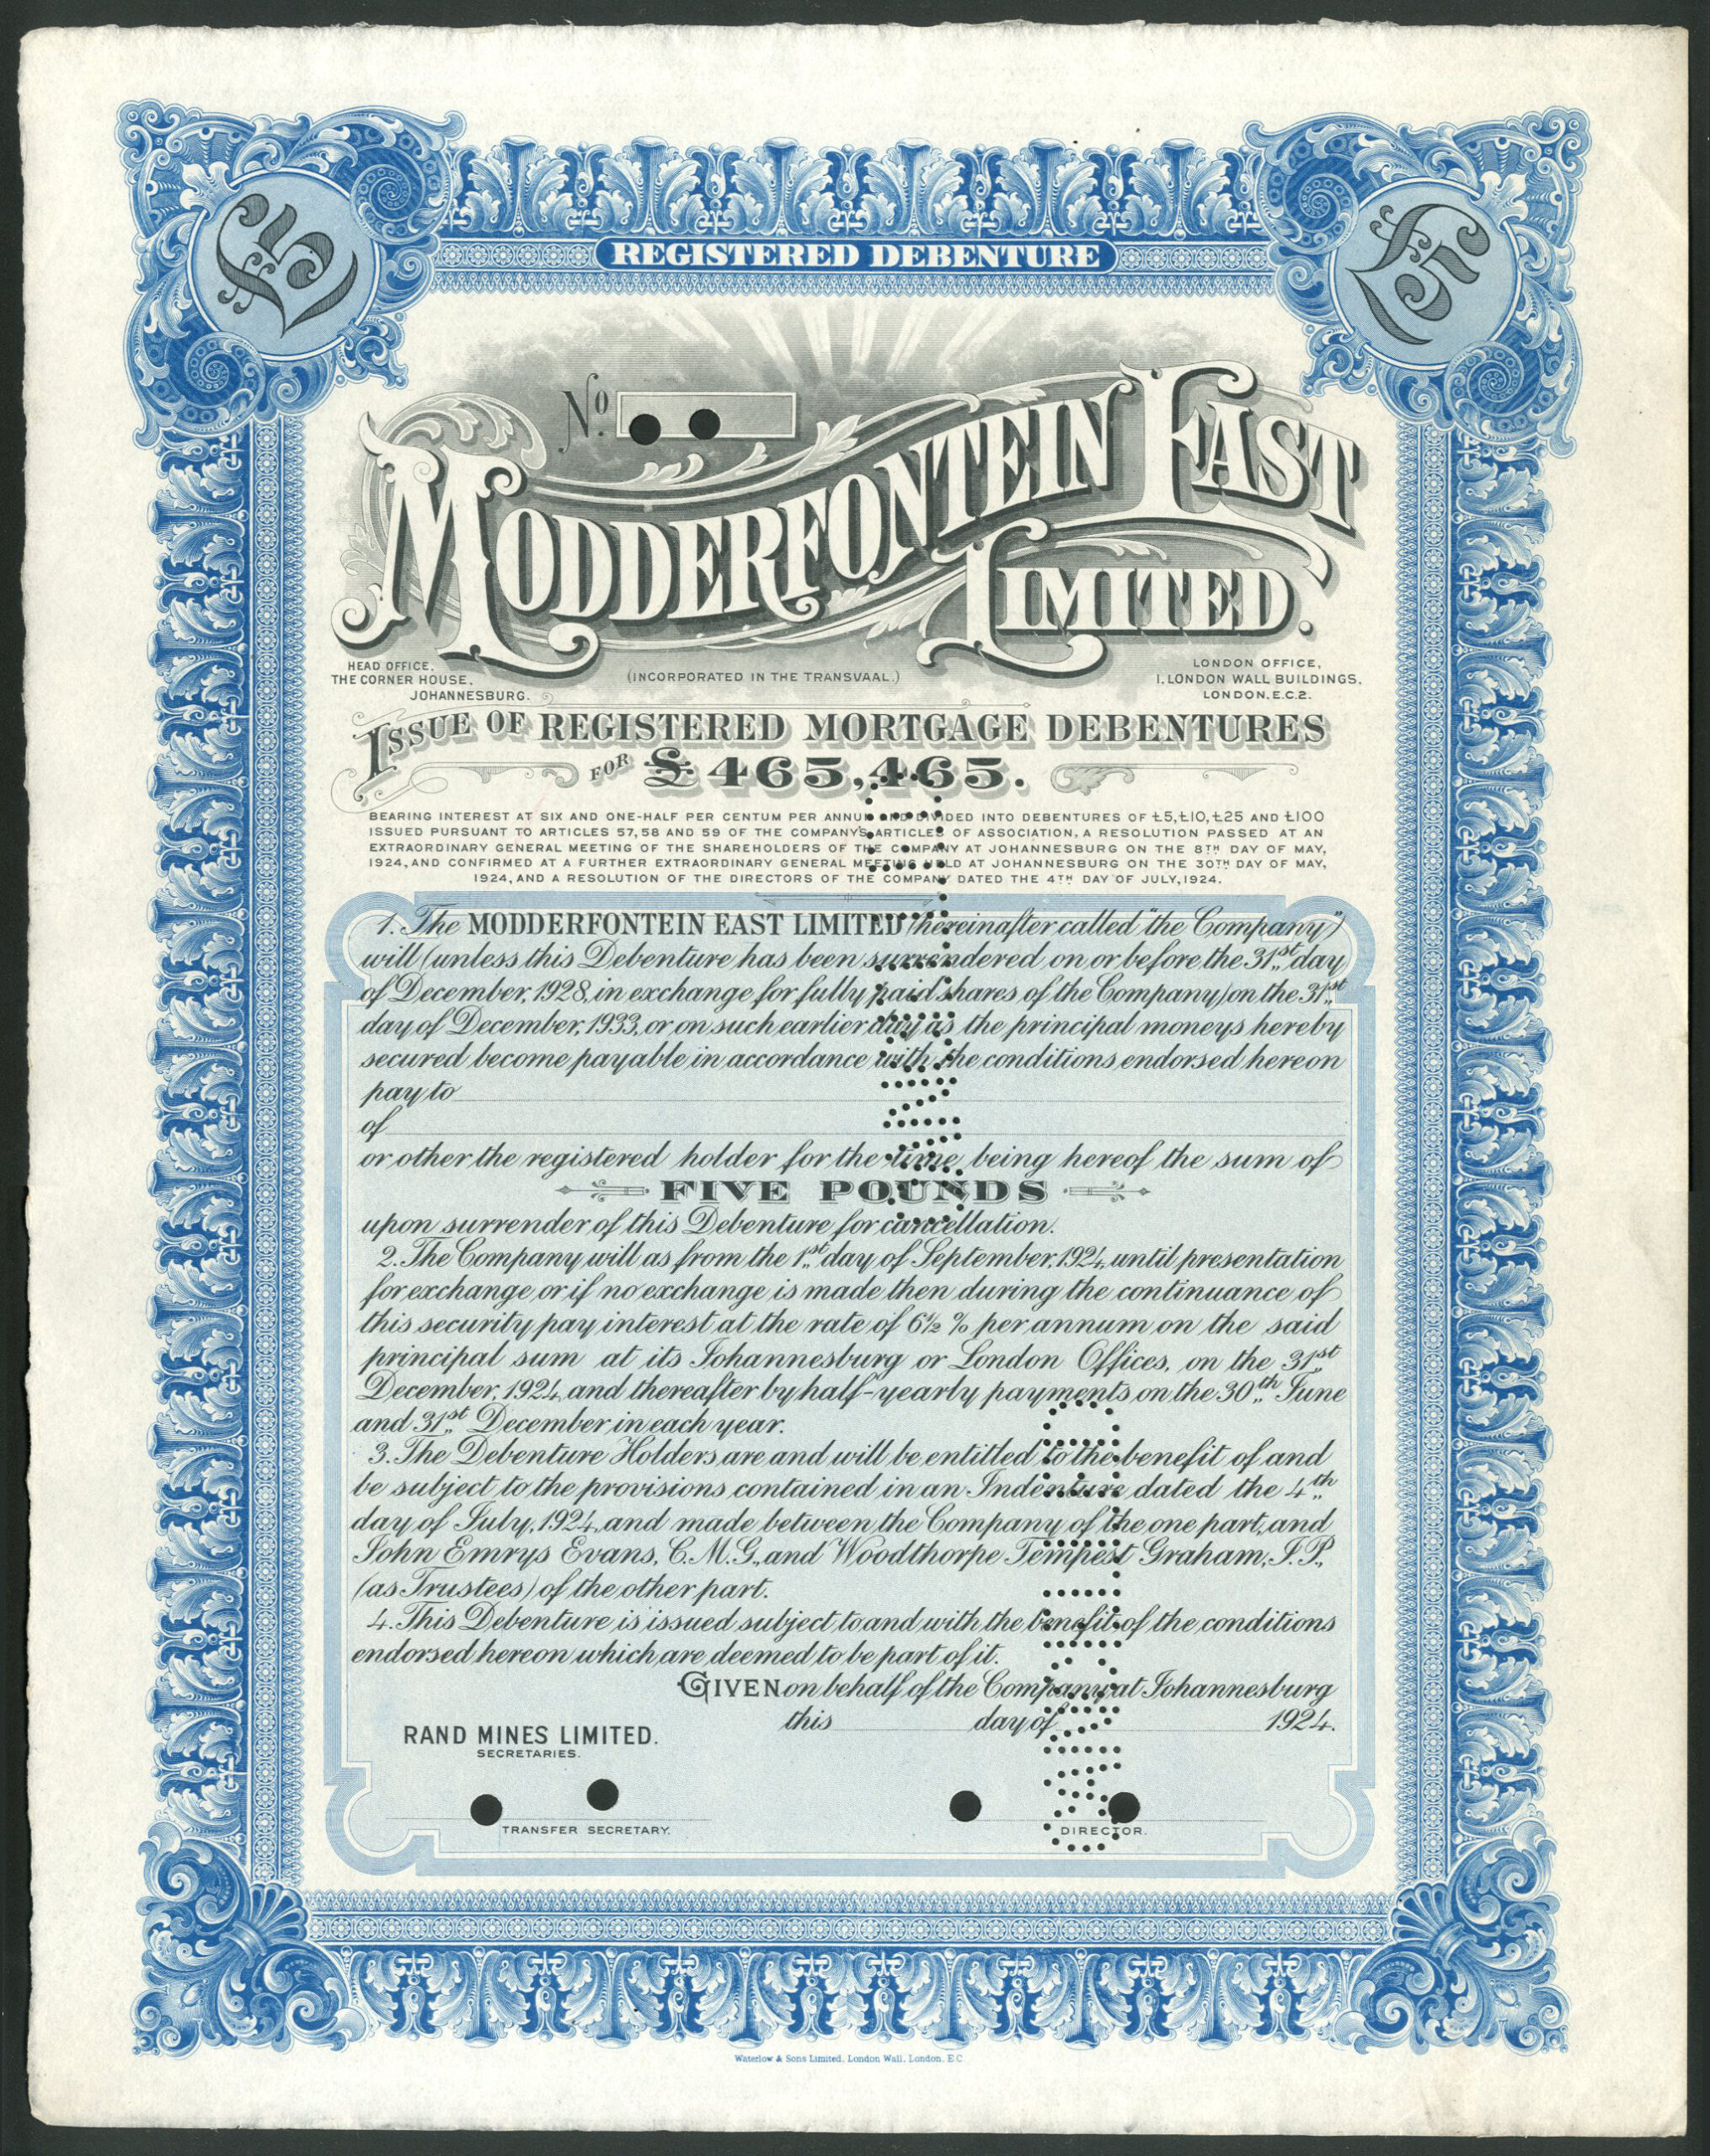 REGISTERED DEBENTURE
£5
£5
No.
MODDERFONTEIN EAST
LIMITED.
HEAD OFFICE,
THE CORNER HOUSE,
JOHANNESBURG.
(INCORPORATED IN THE TRANSVAAL.)
LONDON OFFICE,
1, LONDON WALL BUILDINGS,
LONDON, E.C.2.
ISSUE OF REGISTERED MORTGAGE DEBENTURES
FOR £465,465.
BEARING INTEREST AT SIX AND ONE-HALF PER CENTUM PER ANNUM AND DIVIDED INTO DEBENTURES OF £5, £10, £25 AND £100
ISSUED PURSUANT TO ARTICLES 57, 58 AND 59 OF THE COMPANY'S ARTICLES OF ASSOCIATION, A RESOLUTION PASSED AT AN
EXTRAORDINARY GENERAL MEETING OF THE SHAREHOLDERS OF THE COMPANY AT JOHANNESBURG ON THE 8TH DAY OF MAY,
1924, AND CONFIRMED AT A FURTHER EXTRAORDINARY GENERAL MEETING HELD AT JOHANNESBURG ON THE 30TH DAY OF MAY,
1924, AND A RESOLUTION OF THE DIRECTORS OF THE COMPANY DATED THE 4TH DAY OF JULY, 1924.
1. The MODDERFONTEIN EAST LIMITED (hereinafter called "the Company")
will (unless this Debenture has been surrendered on or before the 31st day
of December, 1928, in exchange for fully paid shares of the Company) on the 31st
day of December, 1933, or on such earlier day as the principal moneys hereby
secured become payable in accordance with the conditions endorsed hereon
pay to
of
or other the registered holder for the time being hereof the sum of
FIVE POUNDS
upon surrender of this Debenture for cancellation.
2. The Company will as from the 1st day of September, 1924, until presentation
for exchange or if no exchange is made then during the continuance of
this security pay interest at the rate of 6½ % per annum on the said
principal sum at its Johannesburg or London Offices, on the 31st
December, 1924, and thereafter by half-yearly payments on the 30th June
and 31st December in each year.
3. The Debenture Holders are and will be entitled to the benefit of and
be subject to the provisions contained in an Indenture dated the 4th
day of July, 1924, and made between the Company of the one part, and
John Emrys Evans, C.M.G., and Woodthorpe Tempest Graham, J.P.,
(as Trustees) of the other part.
4. This Debenture is issued subject to and with the benefit of the conditions
endorsed hereon which are deemed to be part of it.
GIVEN on behalf of the Company at Johannesburg
this day of 1924.
RAND MINES LIMITED.
SECRETARIES.
TRANSFER SECRETARY.
DIRECTOR.
Waterlow & Sons Limited, London Wall, London, E.C.